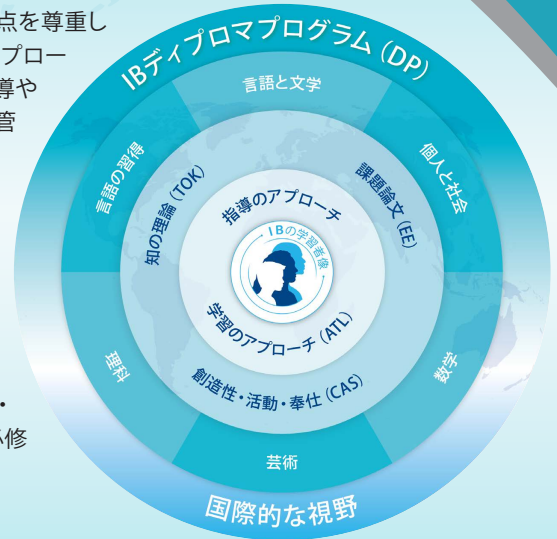 点を尊重し
プロー
導や
管
・
修
IBディプロマプログラム (DP)
言語と文学
言語の習得
個人と社会
知の理論 (TOK)
課題論文 (EE)
指導のアプローチ
IBの学習者像
学習のアプローチ (ATL)
創造性・活動・奉仕 (CAS)
理科
数学
芸術
国際的な視野